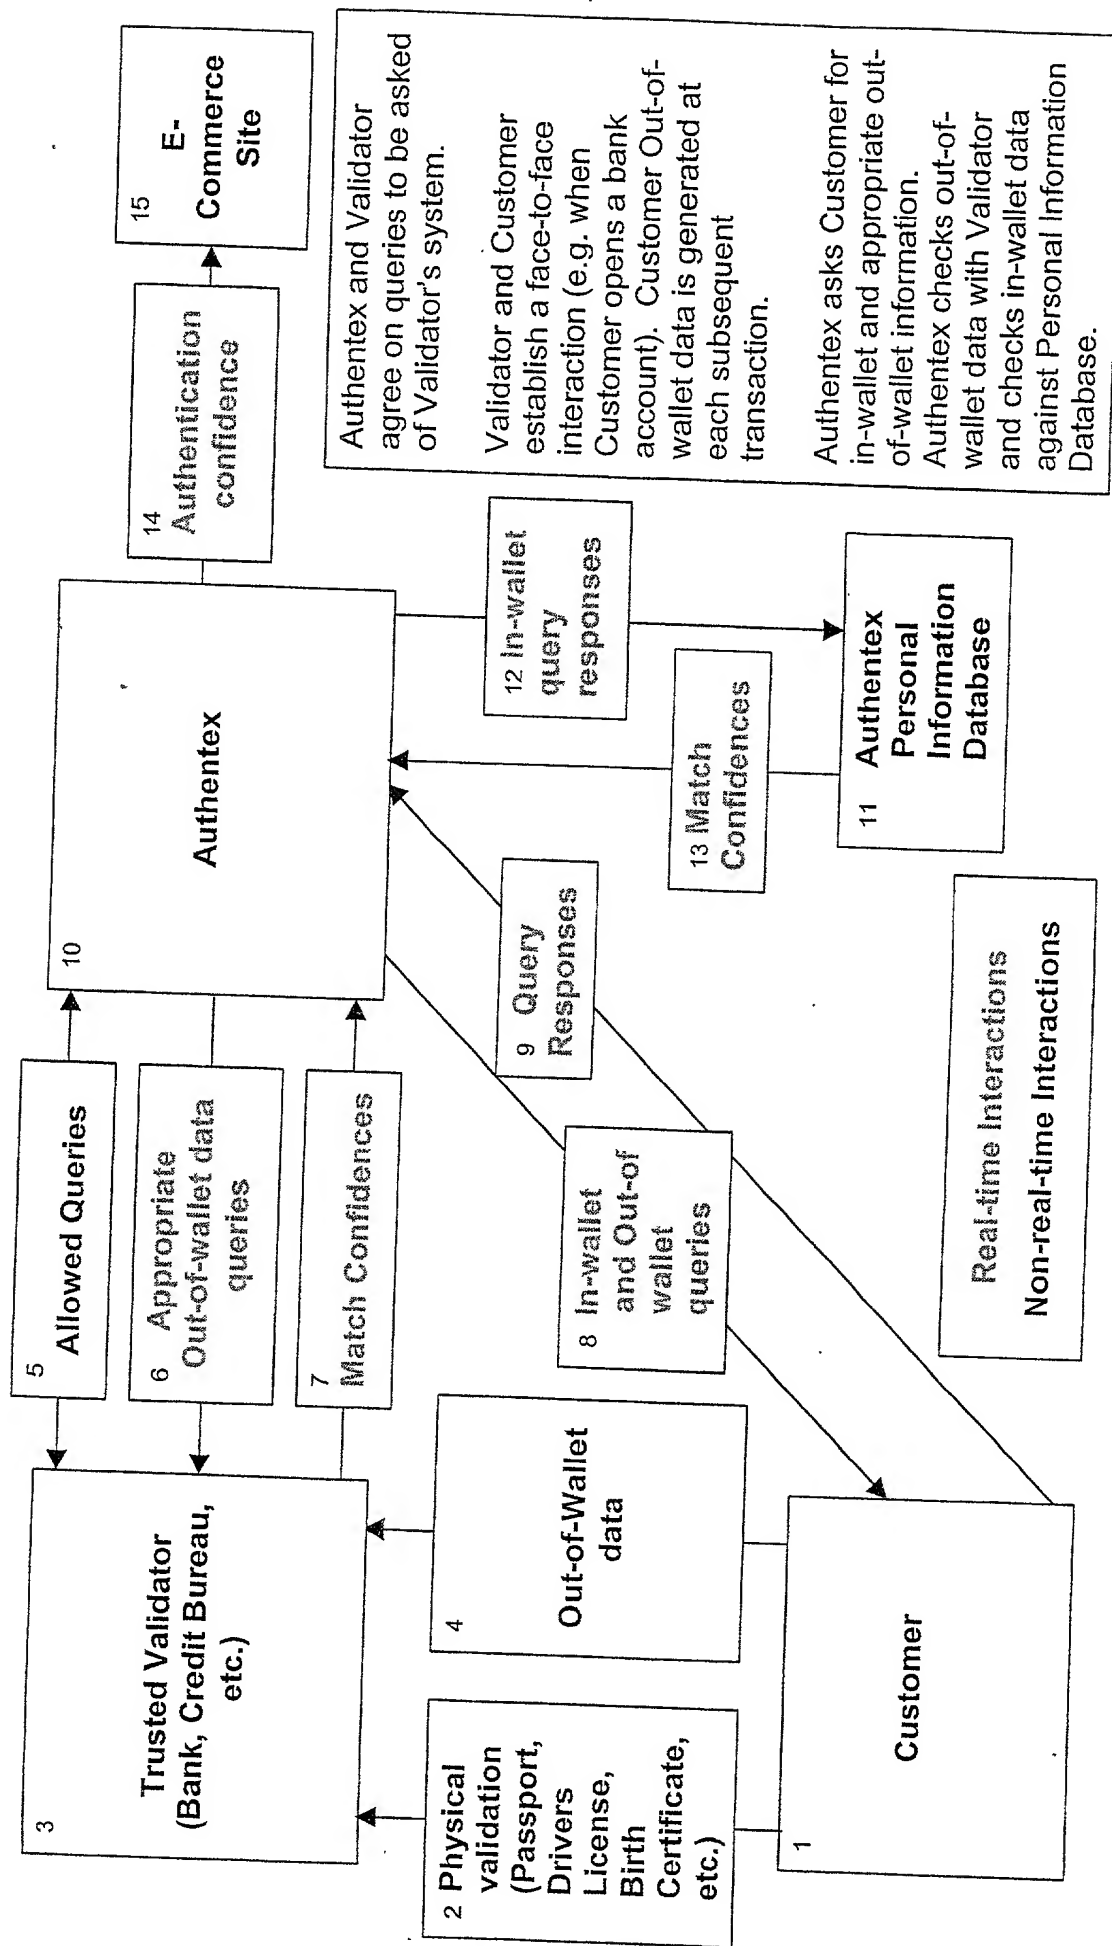 3
Trusted Validator
(Bank, Credit Bureau,
etc.)
5
Allowed Queries
6 Appropriate
Out-of-wallet data
queries
7
Match Confidences
10
Authentex
14
Authentication
confidence
15
E-
Commerce
Site
2 Physical
validation
(Passport,
Drivers
License,
Birth
Certificate,
etc.)
4
Out-of-Wallet
data
8 In-wallet
and Out-of
wallet
queries
9 Query
Responses
13 Match
Confidences
12 In-wallet
query
responses
1
Customer
11 Authentex
Personal
Information
Database
Real-time Interactions
Non-real-time Interactions
Authentex and Validator
agree on queries to be asked
of Validator's system.
Validator and Customer
establish a face-to-face
interaction (e.g. when
Customer opens a bank
account). Customer Out-of-
wallet data is generated at
each subsequent
transaction.
Authentex asks Customer for
in-wallet and appropriate out-
of-wallet information.
Authentex checks out-of-
wallet data with Validator
and checks in-wallet data
against Personal Information
Database.